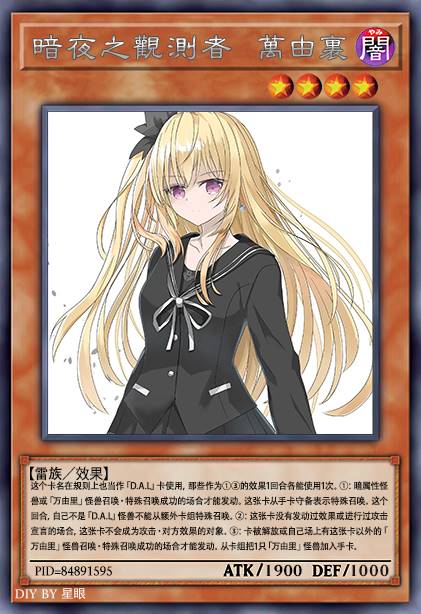 暗夜之觀測者 萬由裏
やみ
闇
【雷族／效果】
这个卡名在规则上也当作「D.A.L」卡使用，那些作为①③的效果1回合各能使用1次。①：暗属性怪
兽或「万由里」怪兽召唤·特殊召唤成功的场合才能发动。这张卡从手卡守备表示特殊召唤。这个
回合，自己不是「D.A.L」怪兽不能从额外卡组特殊召唤。②：这张卡没有发动过效果或进行过攻击
宣言的场合，这张卡不会成为攻击·对方效果的对象。③：卡被解放或自己场上有这张卡以外的「
万由里」怪兽召唤·特殊召唤成功的场合才能发动。从卡组把1只「万由里」怪兽加入手卡。
PID=84891595
ATK/1900 DEF/1000
DIY BY 星眼